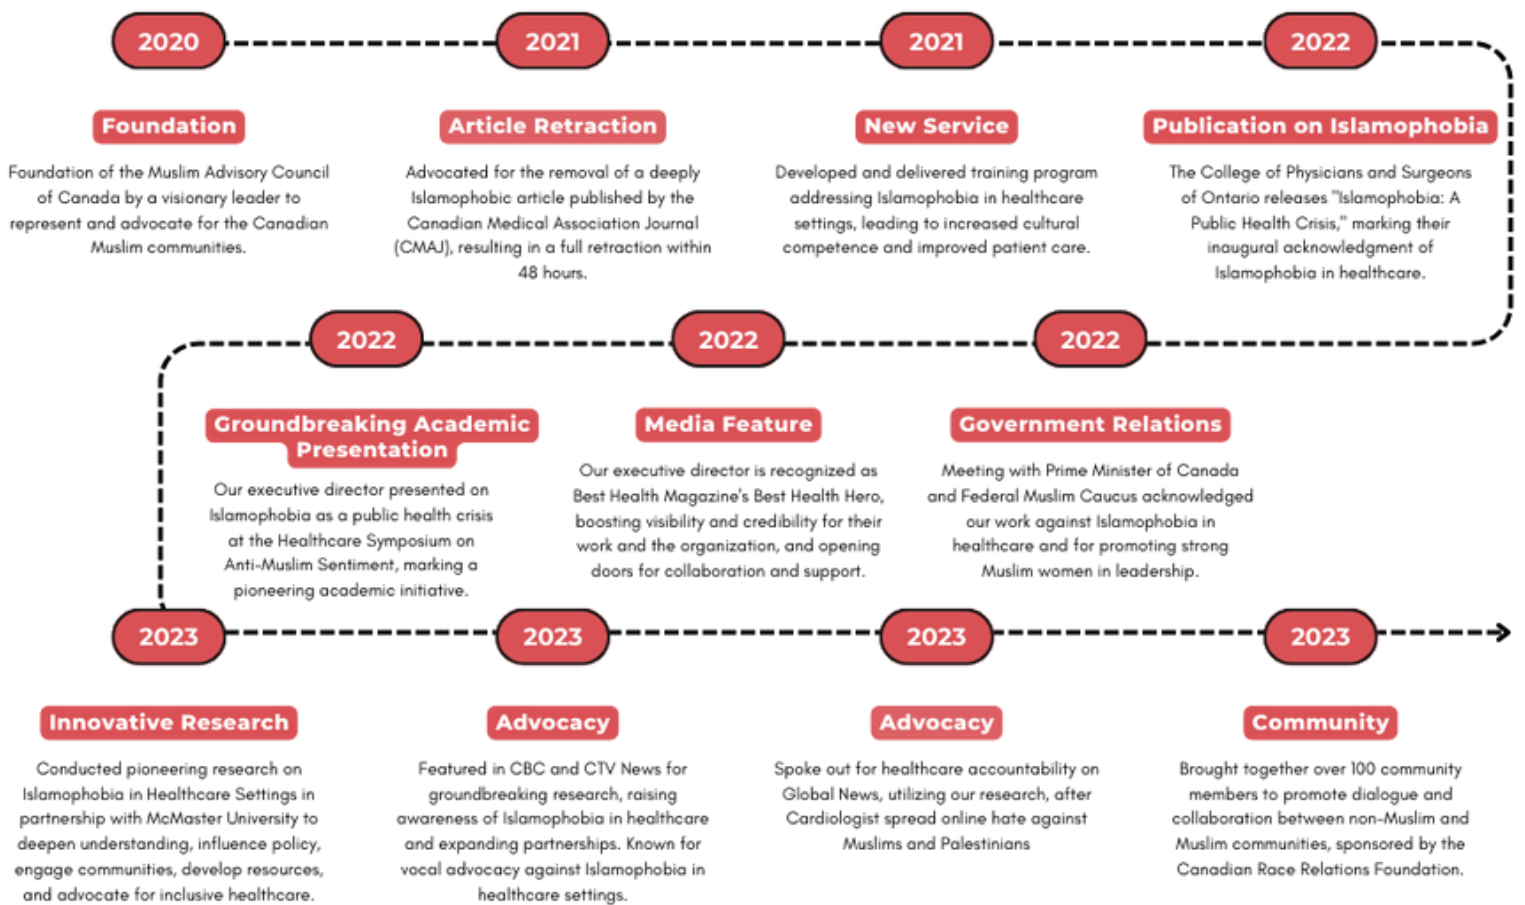 2020
Foundation
Foundation of the Muslim Advisory Council
of Canada by a visionary leader to
represent and advocate for the Canadian
Muslim communities.
2021
Article Retraction
Advocated for the removal of a deeply
Islamophobic article published by the
Canadian Medical Association Journal
(CMAJ), resulting in a full retraction within
48 hours.
2021
New Service
Developed and delivered training program
addressing Islamophobia in healthcare
settings, leading to increased cultural
competence and improved patient care.
2022
Publication on Islamophobia
The College of Physicians and Surgeons
of Ontario releases "Islamophobia: A
Public Health Crisis," marking their
inaugural acknowledgment of
Islamophobia in healthcare.
2022
Groundbreaking Academic
Presentation
Our executive director presented on
Islamophobia as a public health crisis
at the Healthcare Symposium on
Anti-Muslim Sentiment, marking a
pioneering academic initiative.
2022
Media Feature
Our executive director is recognized as
Best Health Magazine's Best Health Hero,
boosting visibility and credibility for their
work and the organization, and opening
doors for collaboration and support.
2022
Government Relations
Meeting with Prime Minister of Canada
and Federal Muslim Caucus acknowledged
our work against Islamophobia in
healthcare and for promoting strong
Muslim women in leadership.
2023
Innovative Research
Conducted pioneering research on
Islamophobia in Healthcare Settings in
partnership with McMaster University to
deepen understanding, influence policy,
engage communities, develop resources,
and advocate for inclusive healthcare.
2023
Advocacy
Featured in CBC and CTV News for
groundbreaking research, raising
awareness of Islamophobia in healthcare
and expanding partnerships. Known for
vocal advocacy against Islamophobia in
healthcare settings.
2023
Advocacy
Spoke out for healthcare accountability on
Global News, utilizing our research, after
Cardiologist spread online hate against
Muslims and Palestinians
2023
Community
Brought together over 100 community
members to promote dialogue and
collaboration between non-Muslim and
Muslim communities, sponsored by the
Canadian Race Relations Foundation.